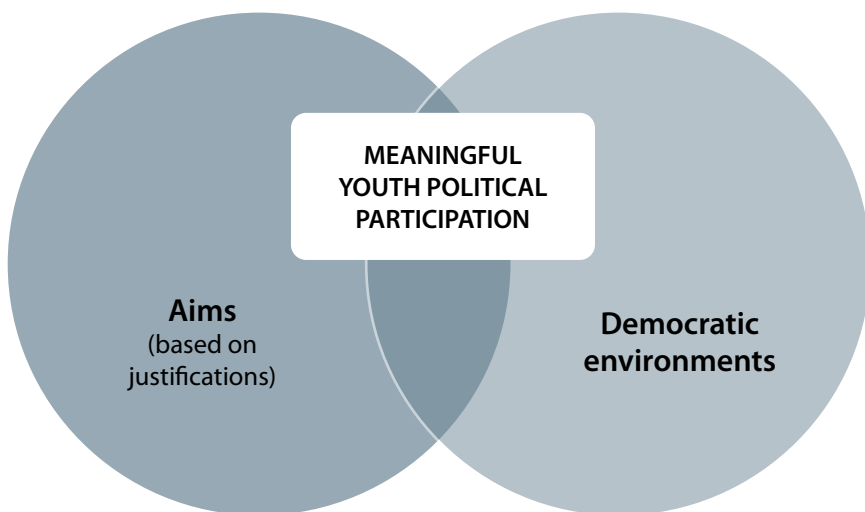 MEANINGFUL
YOUTH POLITICAL
PARTICIPATION
Aims
(based on
justifications)
Democratic
environments